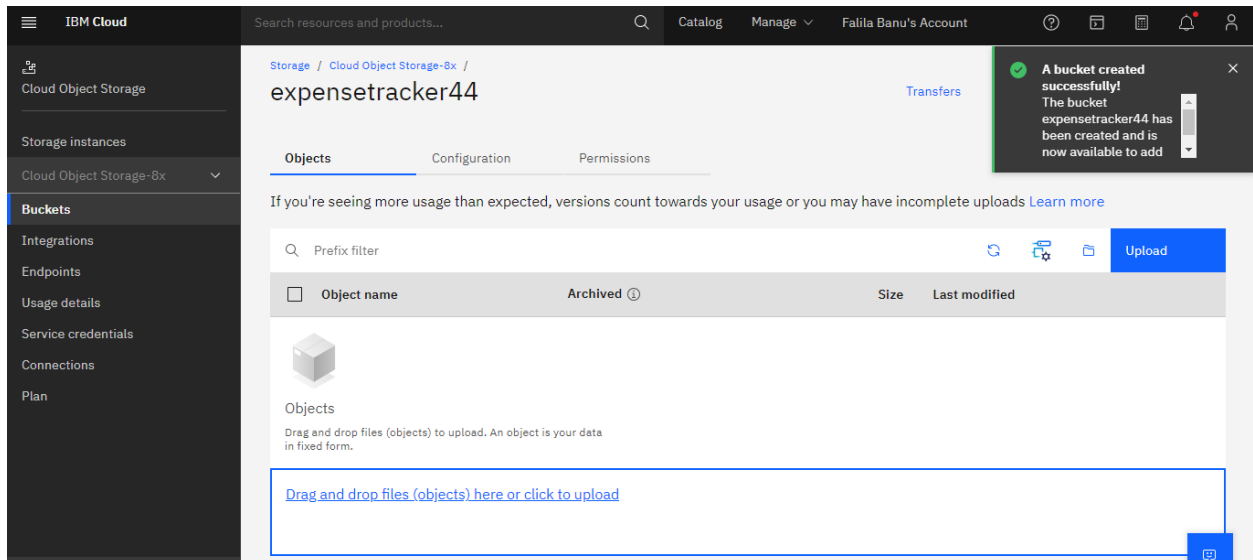 IBM Cloud
Search resources and products...
Catalog
Manage
Falila Banu's Account
Cloud Object Storage
Storage instances
Cloud Object Storage-8x
Buckets
Integrations
Endpoints
Usage details
Service credentials
Connections
Plan
Storage / Cloud Object Storage-8x /
expensetracker44
Transfers
A bucket created
successfully!
The bucket
expensetracker44 has
been created and is
now available to add
Objects
Configuration
Permissions
If you're seeing more usage than expected, versions count towards your usage or you may have incomplete uploads Learn more
Prefix filter
Upload
Object name
Archived
Size
Last modified
Objects
Drag and drop files (objects) to upload. An object is your data
in fixed form.
Drag and drop files (objects) here or click to upload